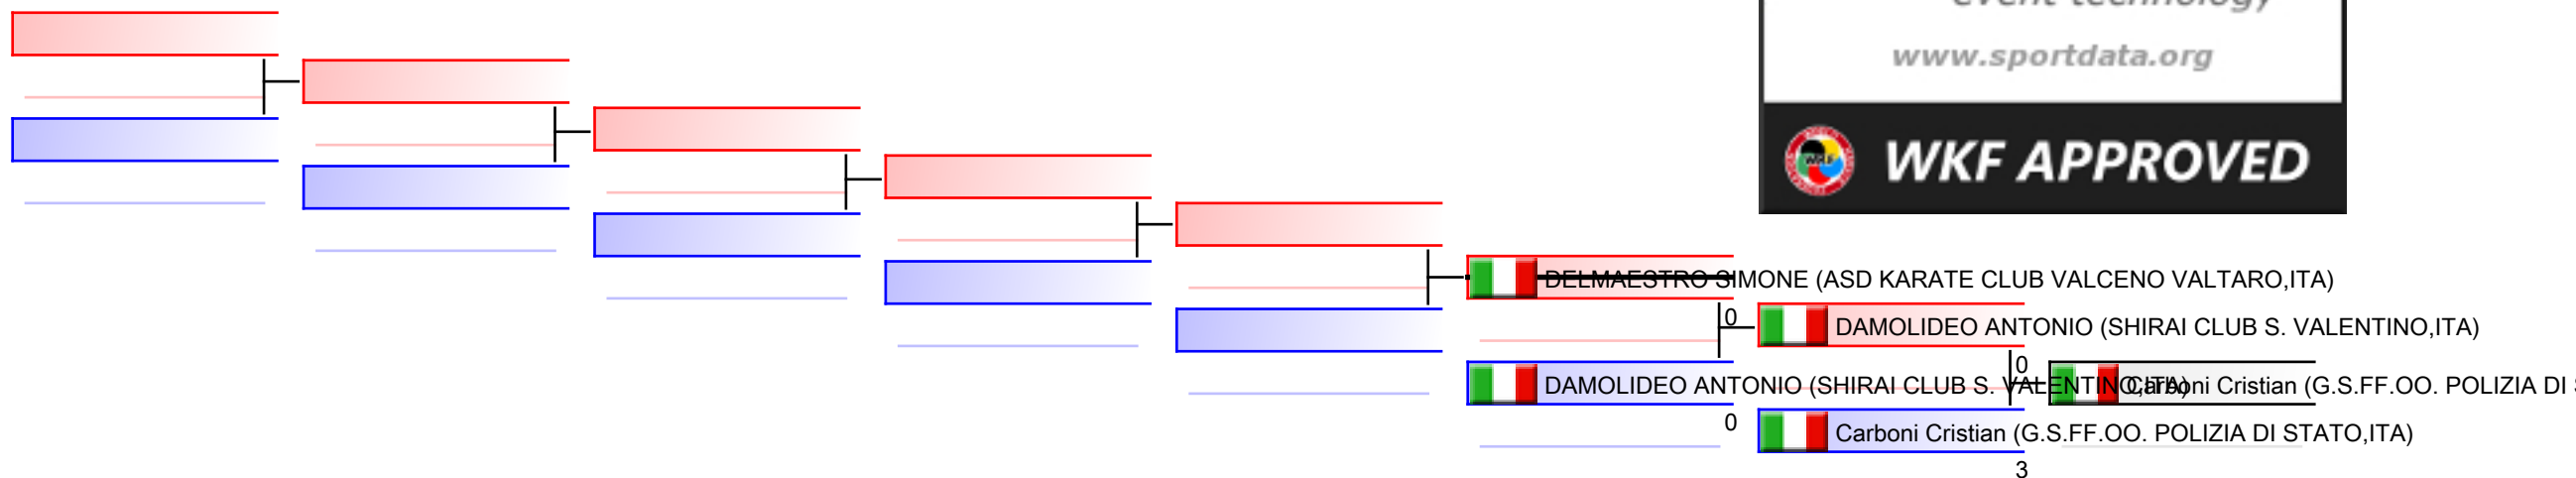 event technology
www.sportdata.org
WKF APPROVED
DELMAESTRO SIMONE (ASD KARATE CLUB VALCENO VALTARO,ITA)
0
DAMOLIDEO ANTONIO (SHIRAI CLUB S. VALENTINO,ITA)
0
DAMOLIDEO ANTONIO (SHIRAI CLUB S. VALENTINO,ITA)
Carboni Cristian (G.S.FF.OO. POLIZIA DI
0
Carboni Cristian (G.S.FF.OO. POLIZIA DI STATO,ITA)
3